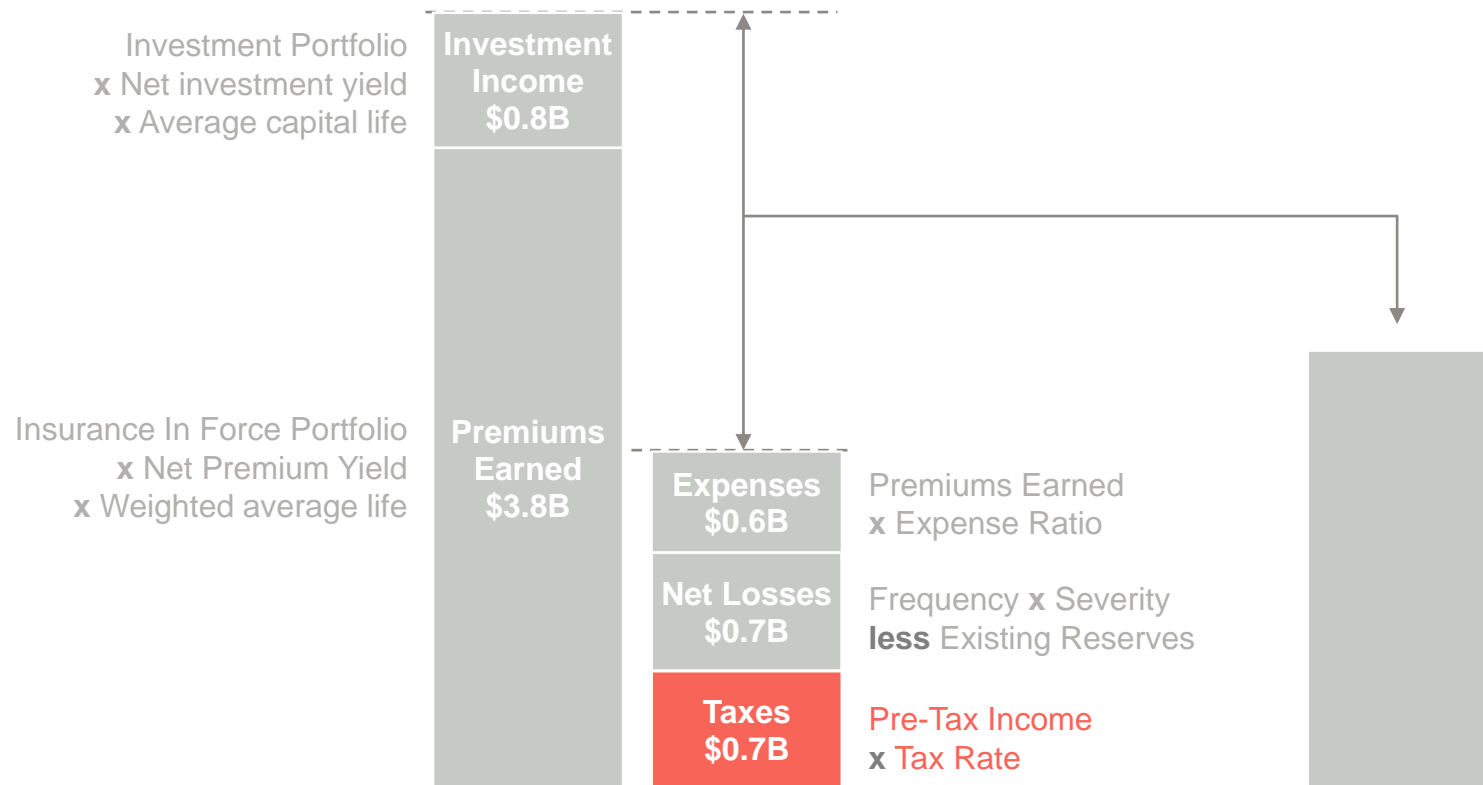 Investment Portfolio
x Net investment yield
x Average capital life
Investment
Income
$0.8B
Insurance In Force Portfolio
x Net Premium Yield
x Weighted average life
Premiums
Earned
$3.8B
Expenses
$0.6B
Premiums Earned
x Expense Ratio
Net Losses
$0.7B
Frequency x Severity
less Existing Reserves
Taxes
$0.7B
Pre-Tax Income
x Tax Rate